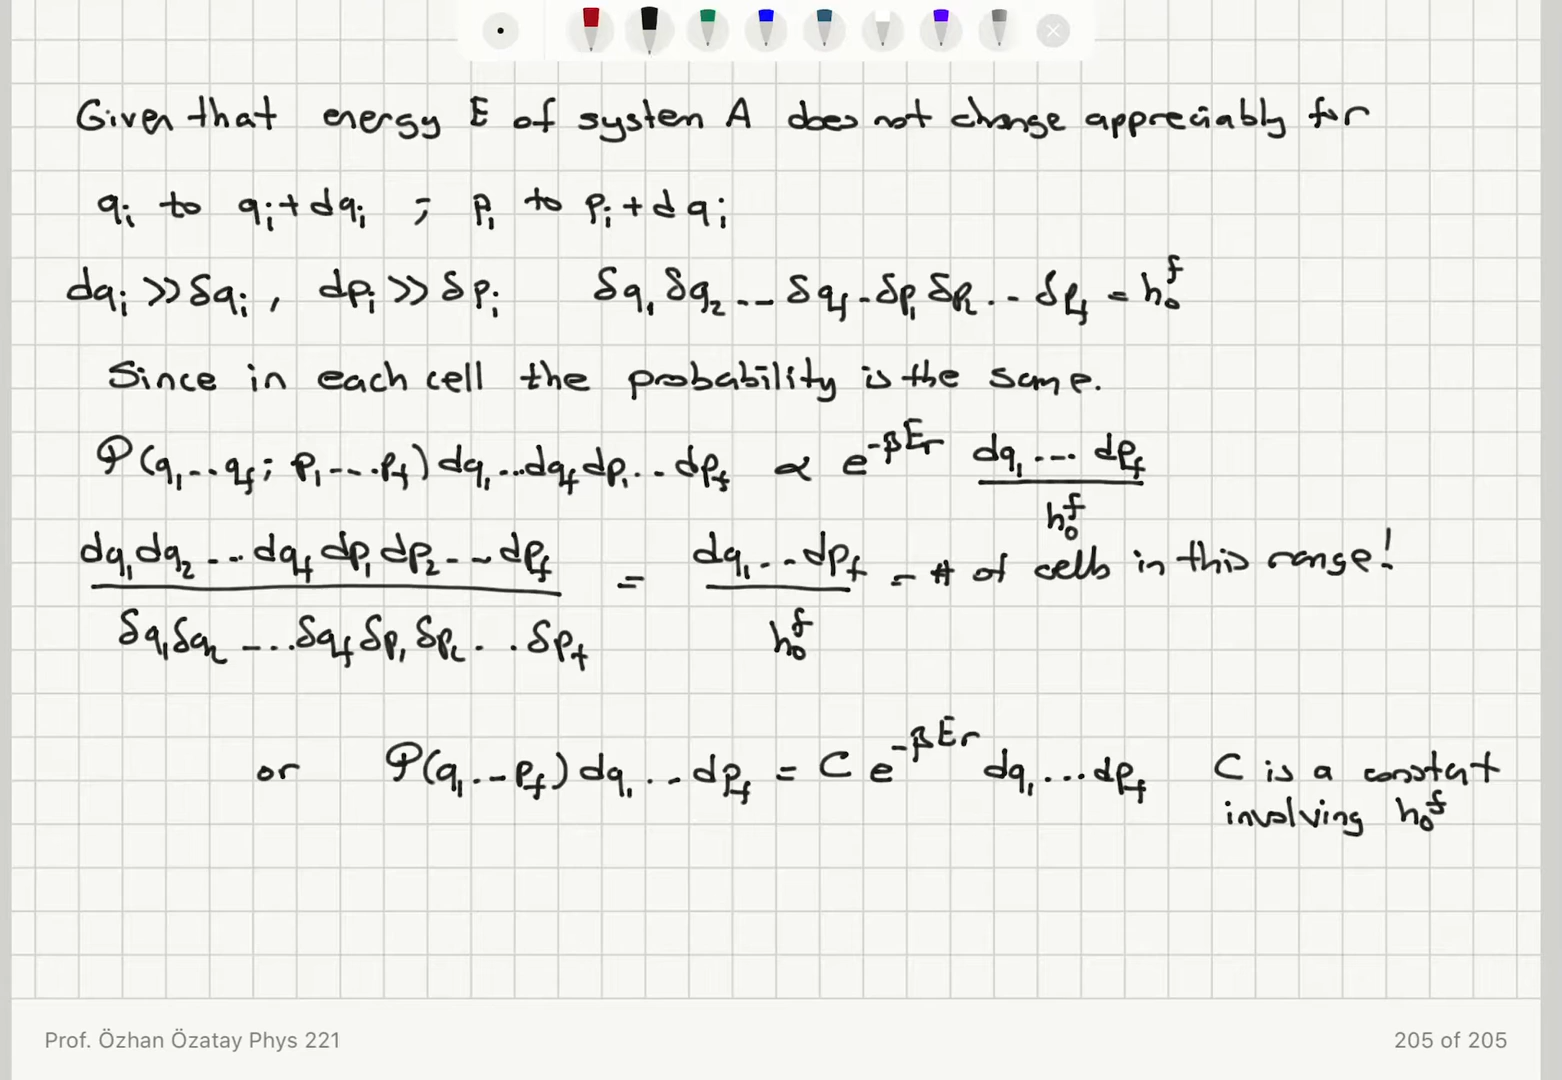 Given that energy E of system A does not change appreciably for
qᵢ to qᵢ+dqᵢ ; pᵢ to pᵢ+dqᵢ
dqᵢ >> δqᵢ, dpᵢ >> δpᵢ δq₁ δq₂ ... δq_f . δp₁ δp₂ ... δp_f = h₀^f
Since in each cell the probability is the same.
P(q₁...q_f; p₁...p_f) dq₁...dq_f dp₁...dp_f ∝ e^(-βEr) dq₁...dp_f / h₀^f
dq₁dq₂...dq_f dp₁dp₂...dp_f / δq₁δq₂...δq_f δp₁ δp₂...δp_f = dq₁...dp_f / h₀^f = # of cells in this range!
or P(q₁...p_f) dq₁...dp_f = C e^(-βEr) dq₁...dp_f C is a constant
involving h₀^f
Prof. Özhan Özatay Phys 221
205 of 205